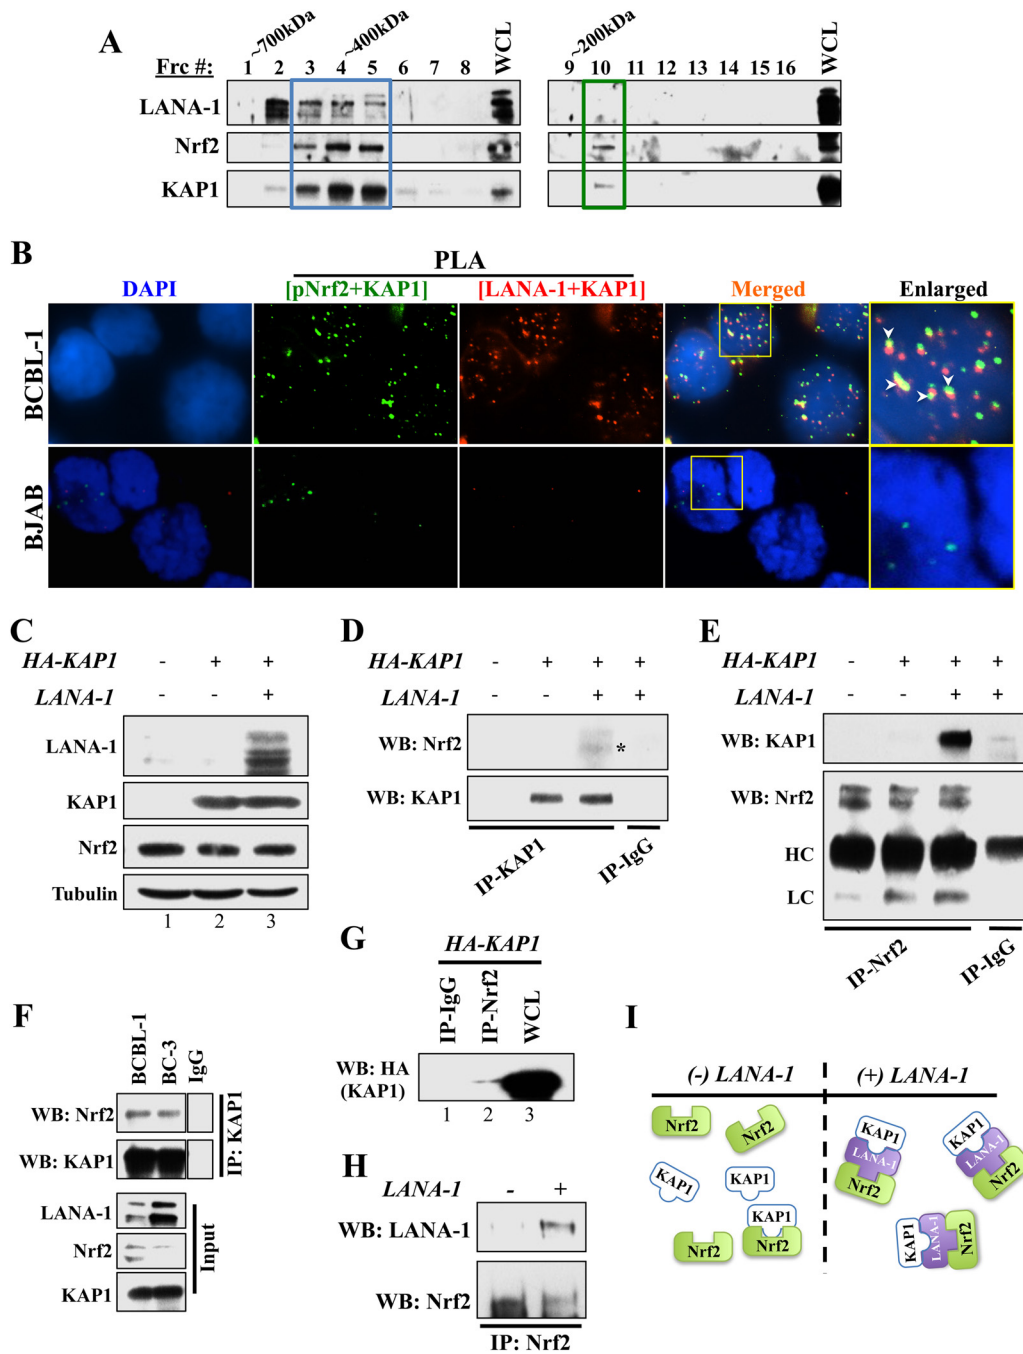 A
~700kDa ~400kDa WCL ~200kDa WCL
Frc #: 1 2 3 4 5 6 7 8 9 10 11 12 13 14 15 16
LANA-1
Nrf2
KAP1
B
PLA
DAPI [pNrf2+KAP1] [LANA-1+KAP1] Merged Enlarged
BCBL-1
BJAB
C
HA-KAP1 - + +
LANA-1 - - +
LANA-1
KAP1
Nrf2
Tubulin
1 2 3
D
HA-KAP1 - + + +
LANA-1 - - + +
WB: Nrf2 *
WB: KAP1
IP-KAP1 IP-IgG
E
HA-KAP1 - + + +
LANA-1 - - + +
WB: KAP1
WB: Nrf2
HC
LC
IP-Nrf2 IP-IgG
F
BCBL-1 BC-3 IgG
WB: Nrf2
WB: KAP1
IP: KAP1
LANA-1
Nrf2
KAP1
Input
G
HA-KAP1
IP-IgG IP-Nrf2 WCL
WB: HA
(KAP1)
1 2 3
H
LANA-1 - +
WB: LANA-1
WB: Nrf2
IP: Nrf2
I
(-) LANA-1 (+) LANA-1
Nrf2 Nrf2
KAP1 KAP1
KAP1
Nrf2 Nrf2
KAP1 LANA-1 Nrf2
KAP1 LANA-1 Nrf2
KAP1 LANA-1 Nrf2